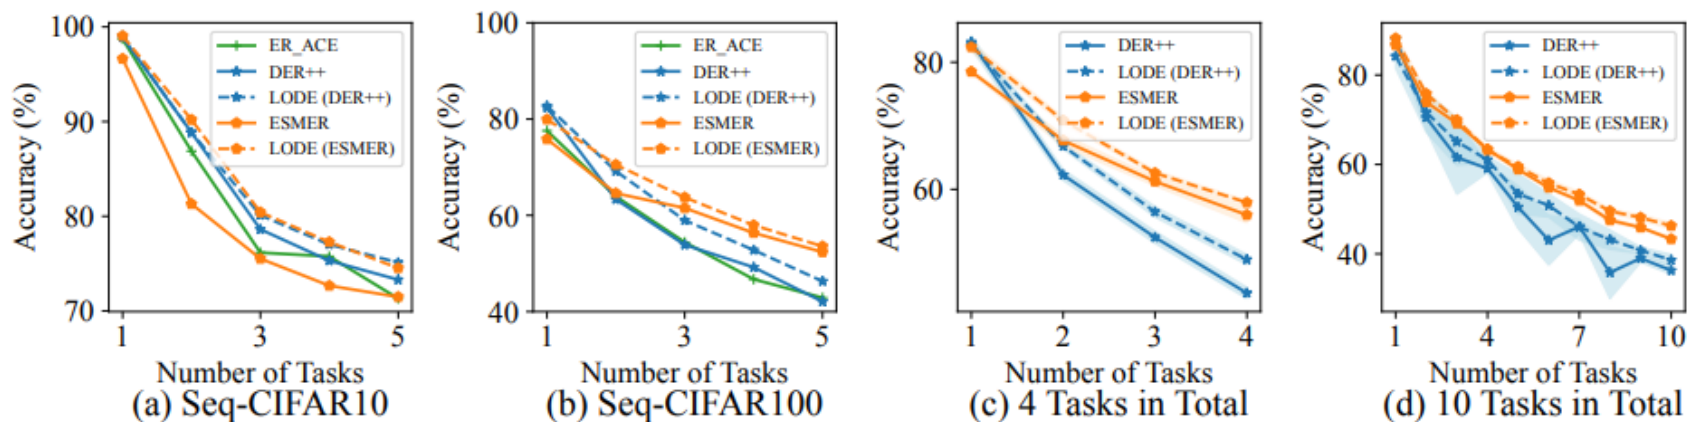 100
90
80
70
Accuracy (%)
ER_ACE
DER++
LODE (DER++)
ESMER
LODE (ESMER)
1
3
5
Number of Tasks
(a) Seq-CIFAR10
100
80
60
40
Accuracy (%)
ER_ACE
DER++
LODE (DER++)
ESMER
LODE (ESMER)
1
3
5
Number of Tasks
(b) Seq-CIFAR100
80
60
Accuracy (%)
DER++
LODE (DER++)
ESMER
LODE (ESMER)
1
2
3
4
Number of Tasks
(c) 4 Tasks in Total
80
60
40
Accuracy (%)
DER++
LODE (DER++)
ESMER
LODE (ESMER)
1
4
7
10
Number of Tasks
(d) 10 Tasks in Total